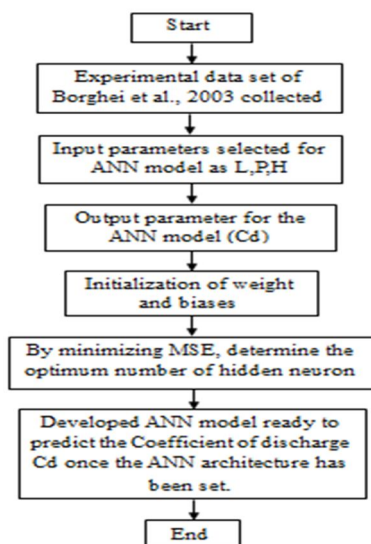 Start
Experimental data set of
Borghei et al., 2003 collected
Input parameters selected for
ANN model as L,P,H
Output parameter for the
ANN model (Cd)
Initialization of weight
and biases
By minimizing MSE, determine the
optimum number of hidden neuron
Developed ANN model ready to
predict the Coefficient of discharge
Cd once the ANN architecture has
been set.
End